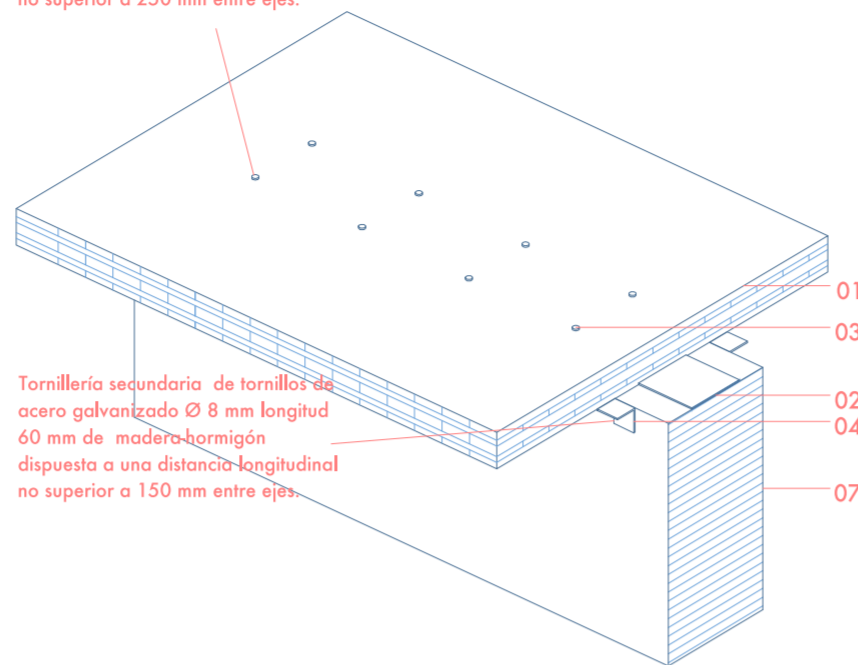 no superior a 250 mm entre ejes.
01
03
02
04
07
Tornillería secundaria de tornillos de
acero galvanizado Ø 8 mm longitud
60 mm de madera-hormigón
dispuesta a una distancia longitudinal
no superior a 150 mm entre ejes.